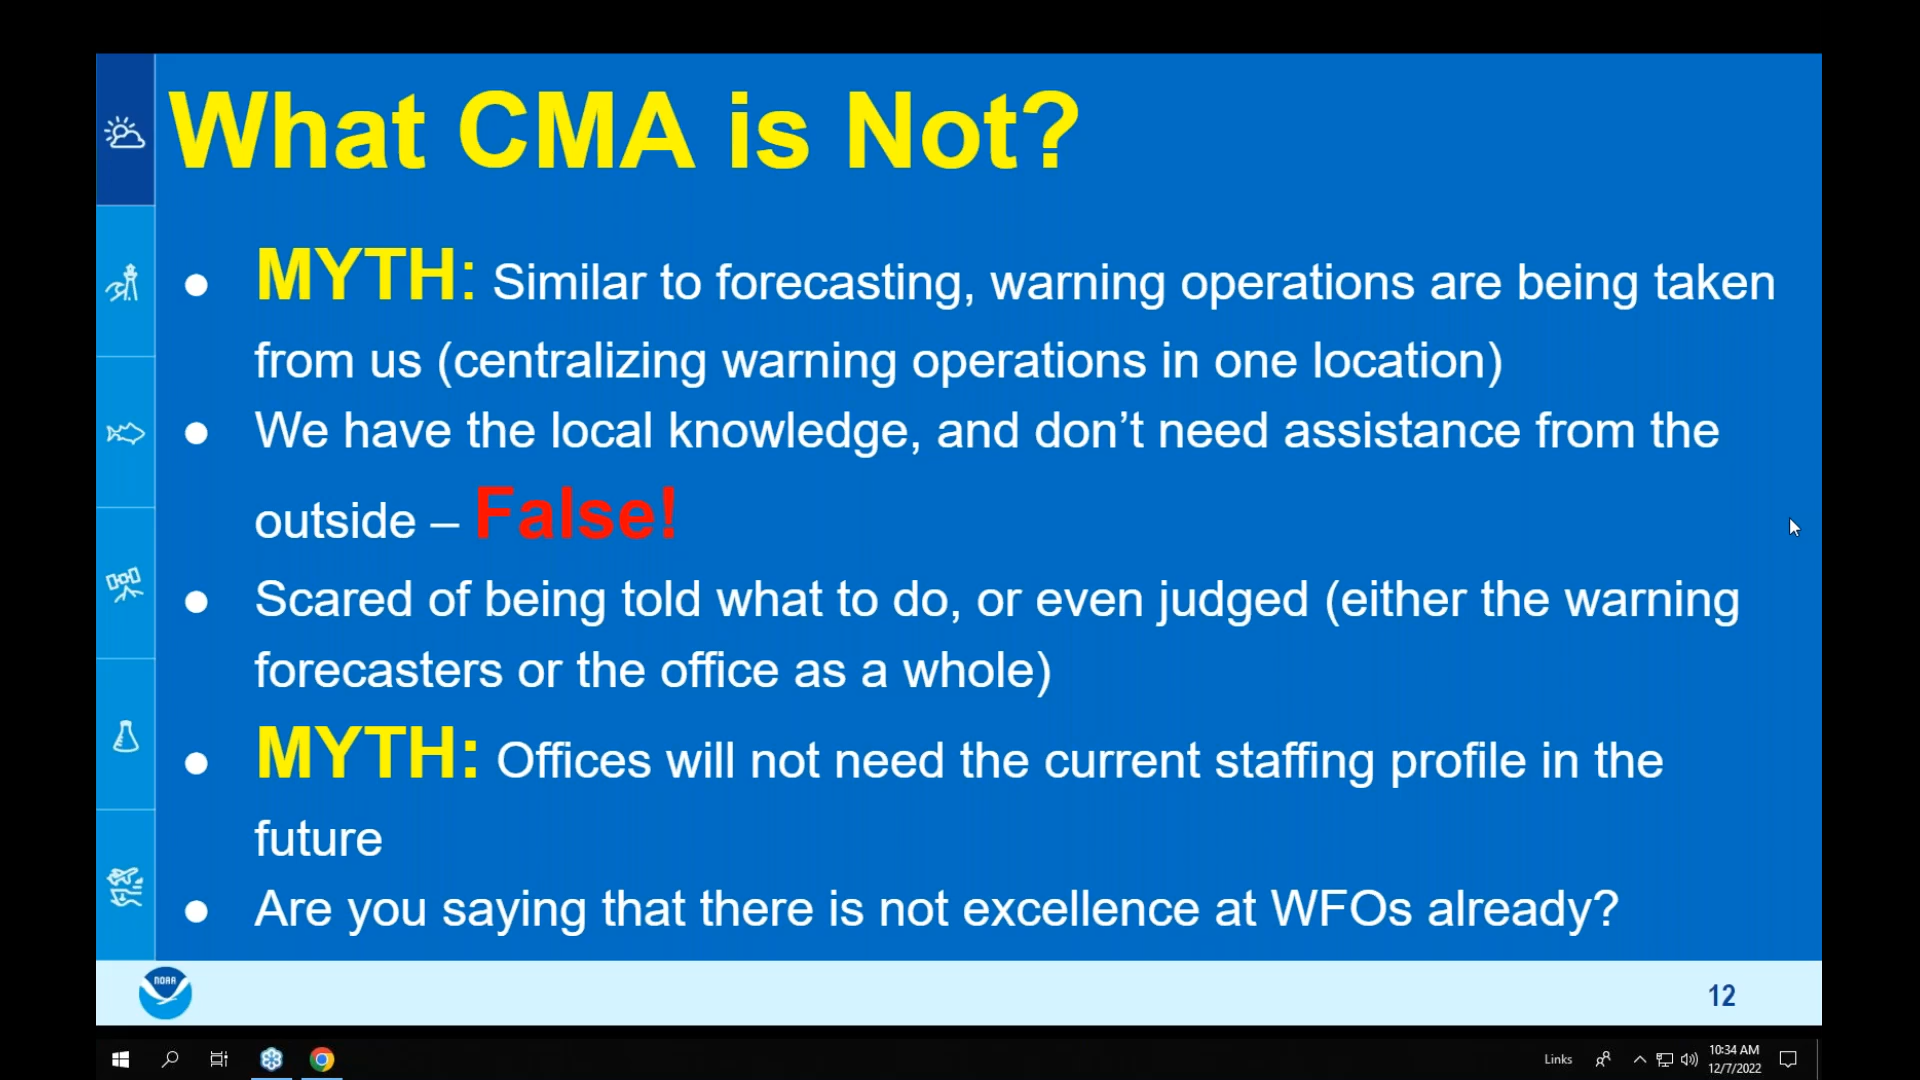 What CMA is Not?
● MYTH: Similar to forecasting, warning operations are being taken
from us (centralizing warning operations in one location)
● We have the local knowledge, and don’t need assistance from the
outside – False!
● Scared of being told what to do, or even judged (either the warning
forecasters or the office as a whole)
● MYTH: Offices will not need the current staffing profile in the
future
● Are you saying that there is not excellence at WFOs already?
NOAA
12
Links
10:34 AM
12/7/2022